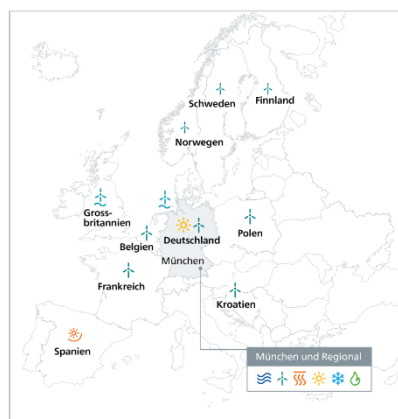 Schweden
Finnland
Norwegen
Gross-
britannien
Belgien
Deutschland
Polen
München
Frankreich
Kroatien
Spanien
München und Regional